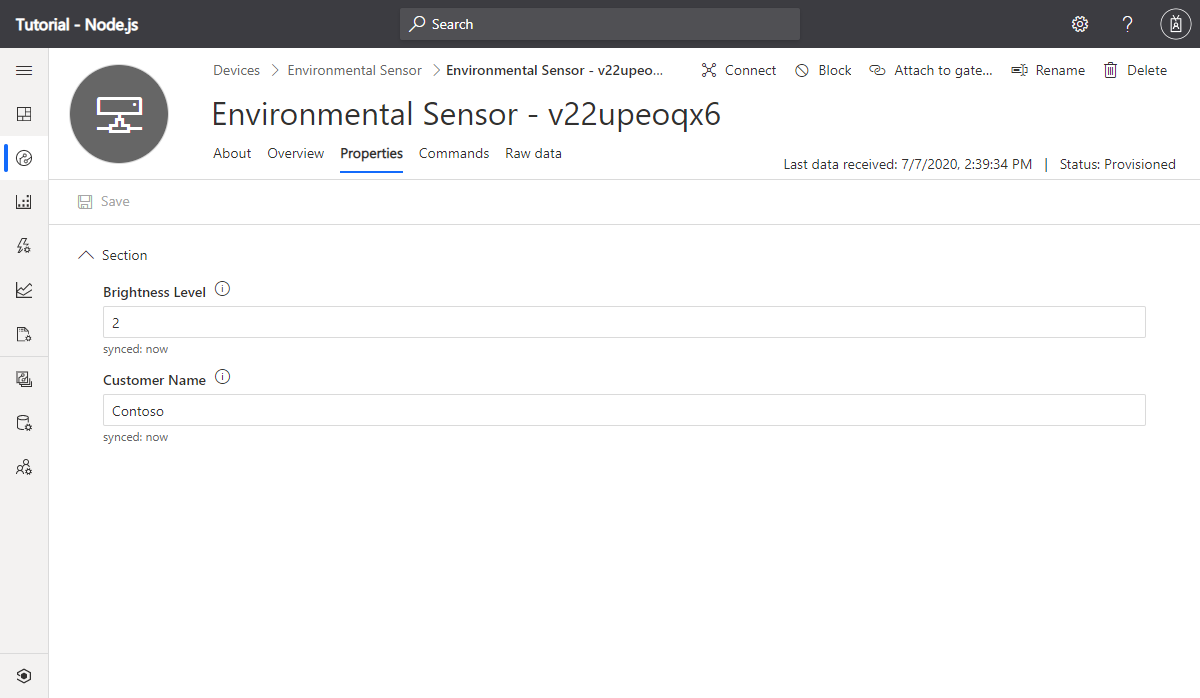 Tutorial - Node.js
Search
?
Devices > Environmental Sensor > Environmental Sensor - v22upeo...
Connect Block Attach to gate... Rename Delete
Environmental Sensor - v22upeoqx6
About Overview Properties Commands Raw data
Last data received: 7/7/2020, 2:39:34 PM | Status: Provisioned
Save
Section
Brightness Level
2
synced: now
Customer Name
Contoso
synced: now